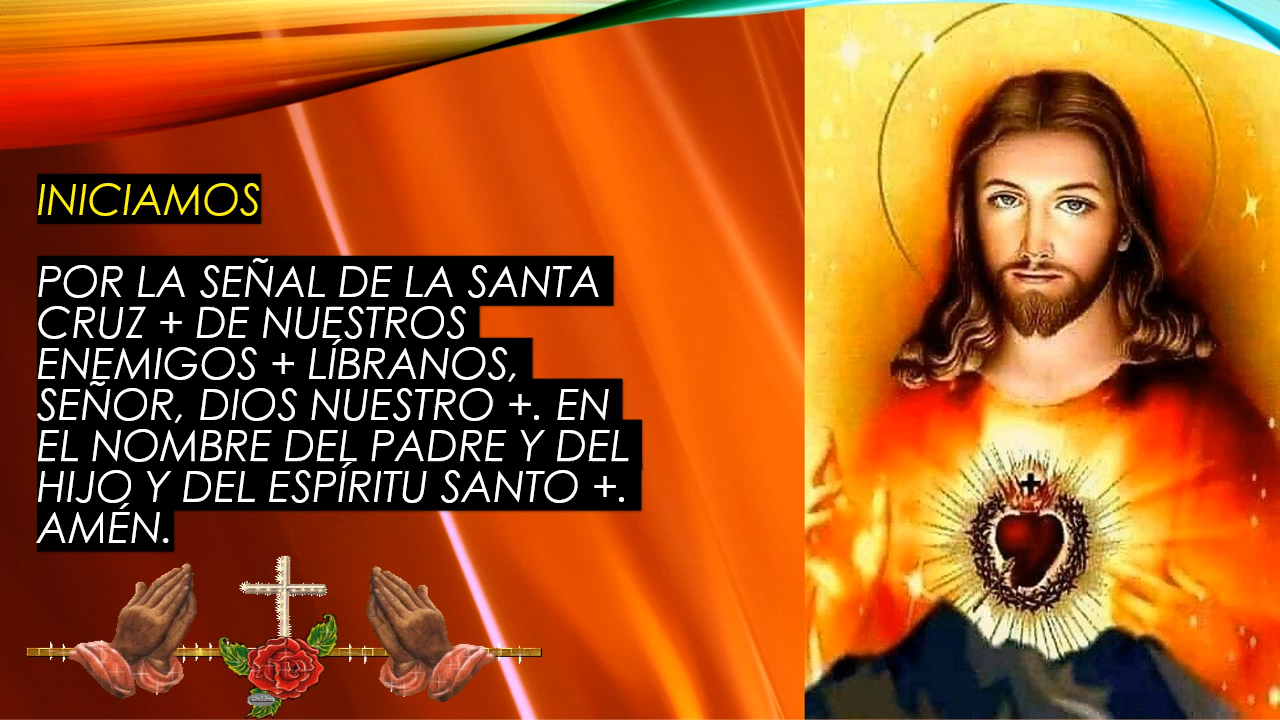 INICIAMOS
POR LA SEÑAL DE LA SANTA
CRUZ + DE NUESTROS
ENEMIGOS + LÍBRANOS,
SEÑOR, DIOS NUESTRO +. EN
EL NOMBRE DEL PADRE Y DEL
HIJO Y DEL ESPÍRITU SANTO +.
AMÉN.